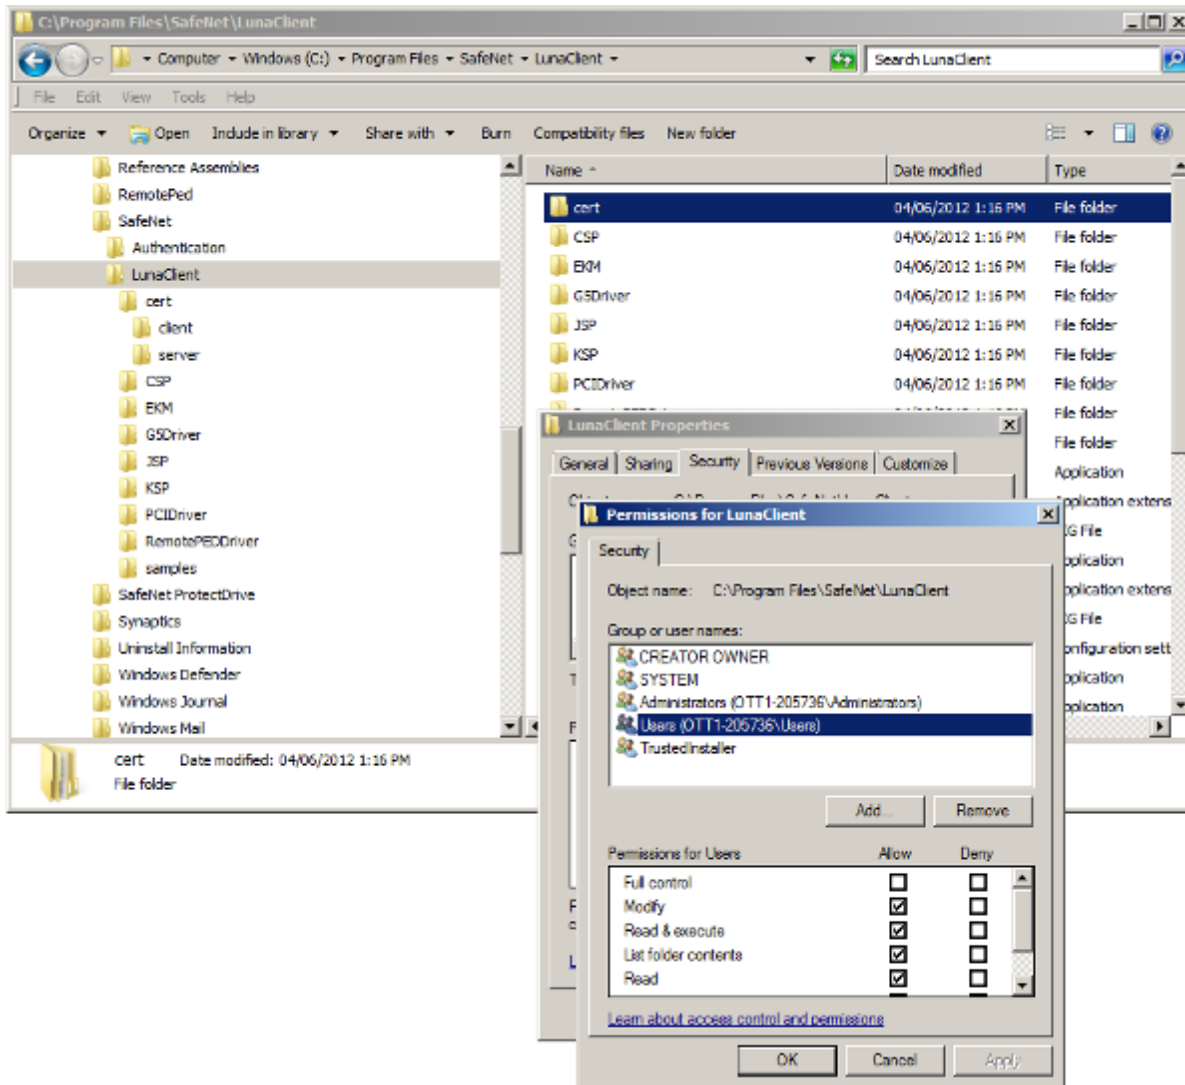 C:\Program Files\SafeNet\LunaClient
Computer Windows (C:) Program Files SafeNet LunaClient
Search LunaClient
File Edit View Tools Help
Organize Open Include in library Share with Burn Compatibility files New folder
Reference Assemblies
RemotePed
SafeNet
Authentication
LunaClient
cert
client
server
CSP
EKM
G5Driver
JSP
KSP
PCIDriver
RemotePEDDriver
samples
SafeNet ProtectDrive
Synaptics
Uninstall Information
Windows Defender
Windows Journal
Windows Mail
Name Date modified Type
cert 04/06/2012 1:16 PM File folder
CSP 04/06/2012 1:16 PM File folder
EKM 04/06/2012 1:16 PM File folder
G5Driver 04/06/2012 1:16 PM File folder
JSP 04/06/2012 1:16 PM File folder
KSP 04/06/2012 1:16 PM File folder
PCIDriver 04/06/2012 1:16 PM File folder
File folder
File folder
Application
Application extens
File
Application
extens
File
sett
Application
Application
cert Date modified: 04/06/2012 1:16 PM
File folder
LunaClient Properties
General Sharing Security Previous Versions Customize
Permissions for LunaClient
Security
Object name: C:\Program Files\SafeNet\LunaClient
Group or user names:
CREATOR OWNER
SYSTEM
Administrators (OTT1-205736\Administrators)
Users (OTT1-205736\Users)
TrustedInstaller
Add... Remove
Permissions for Users Allow Deny
Full control
Modify
Read & execute
List folder contents
Read
Learn about access control and permissions
OK Cancel Apply